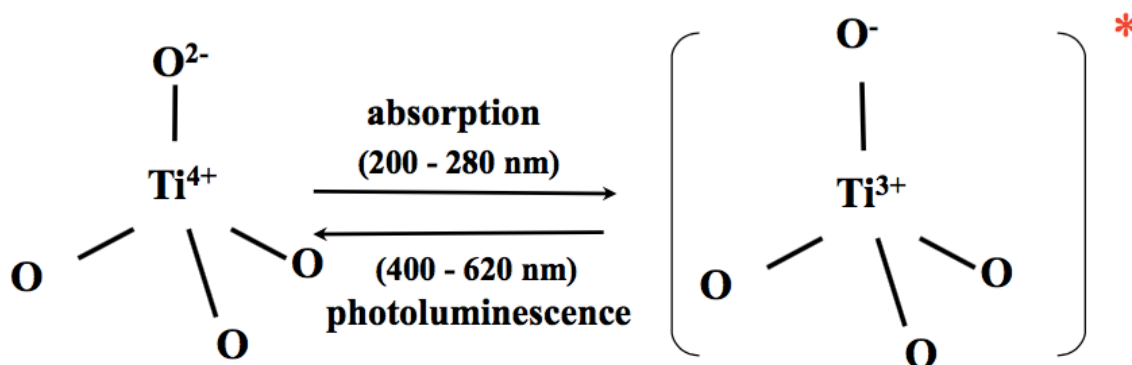 O²⁻
Ti⁴⁺
O
O
O
absorption
(200 - 280 nm)
(400 - 620 nm)
photoluminescence
O⁻
Ti³⁺
O
O
O
*